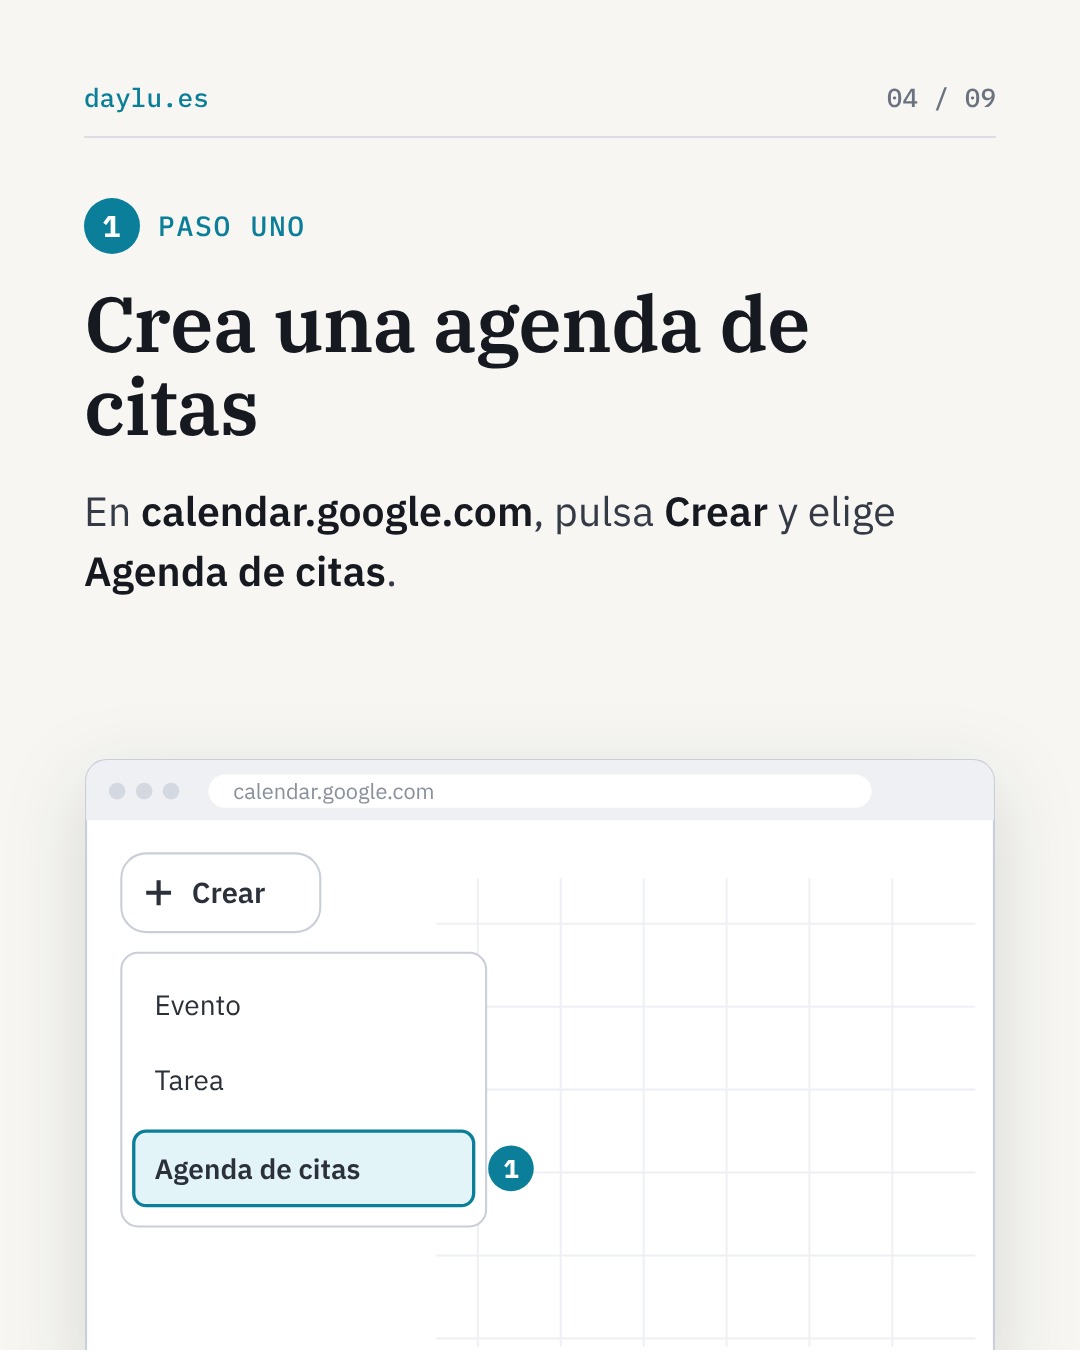 daylu.es
04 / 09
1 PASO UNO
Crea una agenda de
citas
En calendar.google.com, pulsa Crear y elige
Agenda de citas.
calendar.google.com
+ Crear
Evento
Tarea
Agenda de citas
1